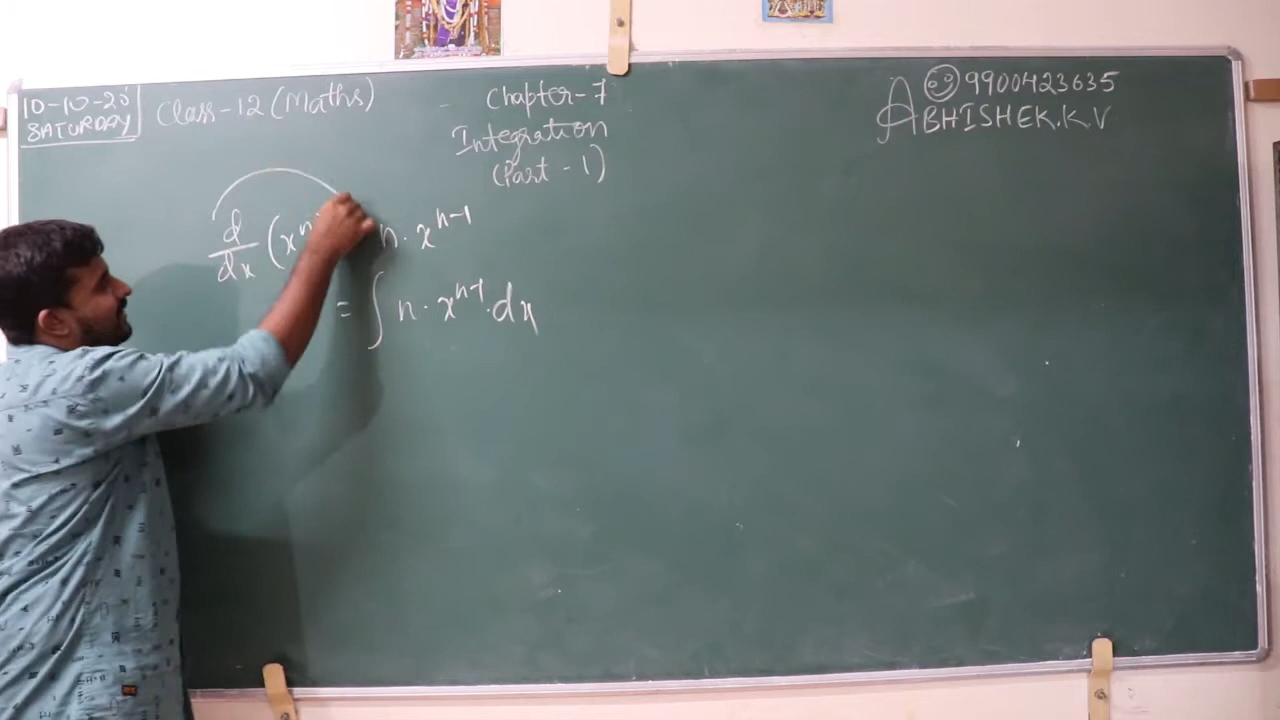 10-10-20
SATURDAY
Class-12 (Maths)
- Chapter-7
Integration
(Part - 1)
9900423635
ABHISHEK.K.V
d/dx (x^n n. x^{n-1}
= ∫ n. x^{n-1}. dx